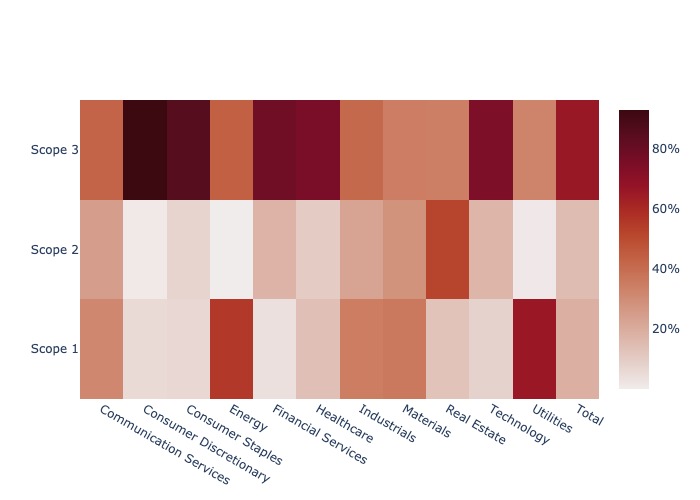 Scope 3
Scope 2
Scope 1
80%
60%
40%
20%
Communication Services
Consumer Discretionary
Consumer Staples
Energy
Financial Services
Healthcare
Industrials
Materials
Real Estate
Technology
Utilities
Total